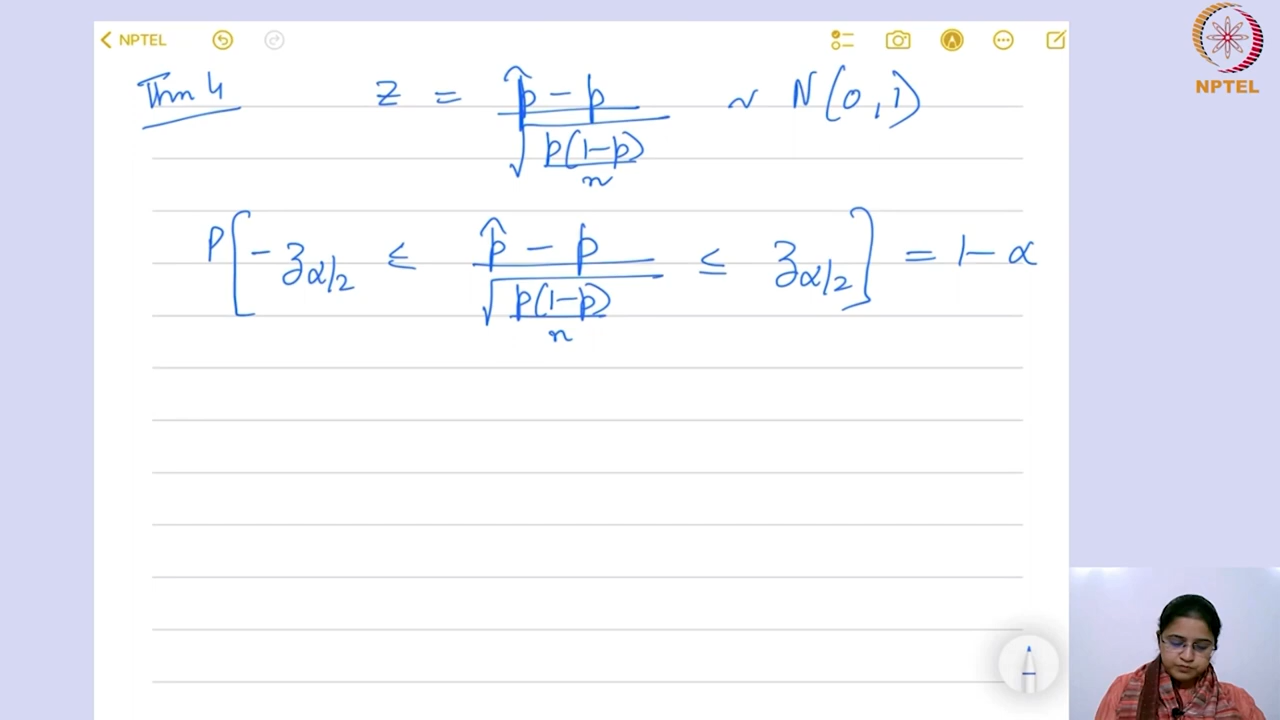 NPTEL
NPTEL
Thm 4 z = p̂ - p / √(p(1-p)/n) ~ N(0,1)
P[-z_{α/2} ≤ p̂ - p / √(p(1-p)/n) ≤ z_{α/2}] = 1-α